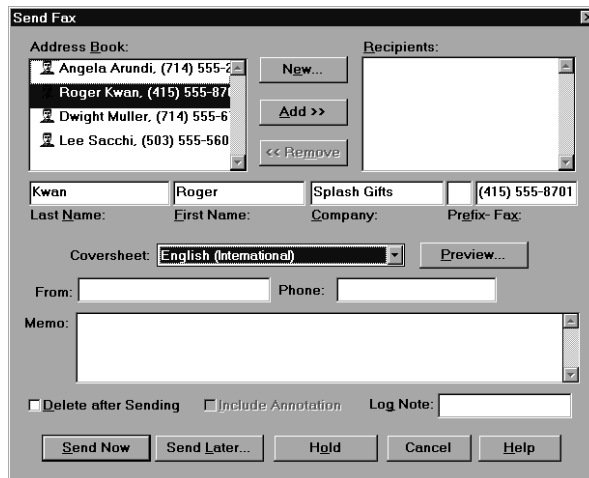 Send Fax
Address Book:
Recipients:
Angela Arundi, (714) 555-2
Roger Kwan, (415) 555-870
Dwight Muller, (714) 555-6
Lee Sacchi, (503) 555-560
New...
Add >>
<< Remove
Kwan Roger Splash Gifts (415) 555-8701
Last Name: First Name: Company: Prefix- Fax:
Coversheet: English (International) Preview...
From: Phone:
Memo:
Delete after Sending Include Annotation Log Note:
Send Now Send Later... Hold Cancel Help